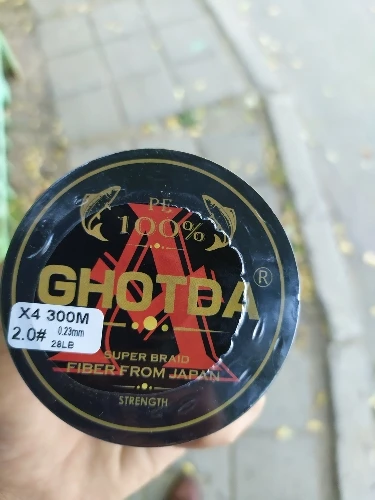 PE
100%
GHOTDA®
X4 300M
2.0# 0.23mm
28LB
SUPER BRAID
FIBER FROM JAPAN
STRENGTH